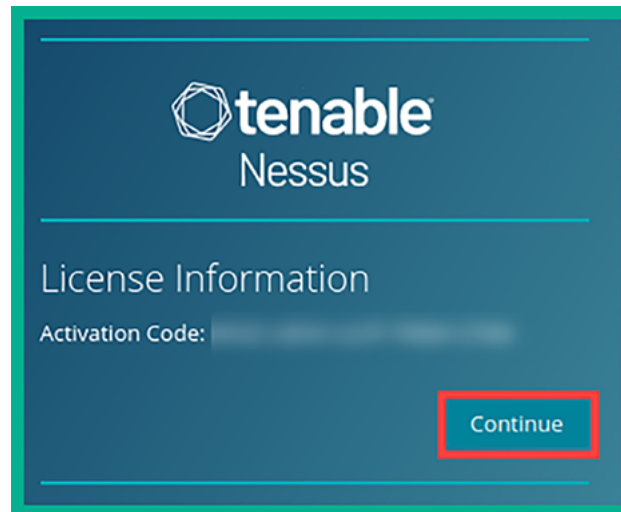 tenable
Nessus
License Information
Activation Code:
Continue